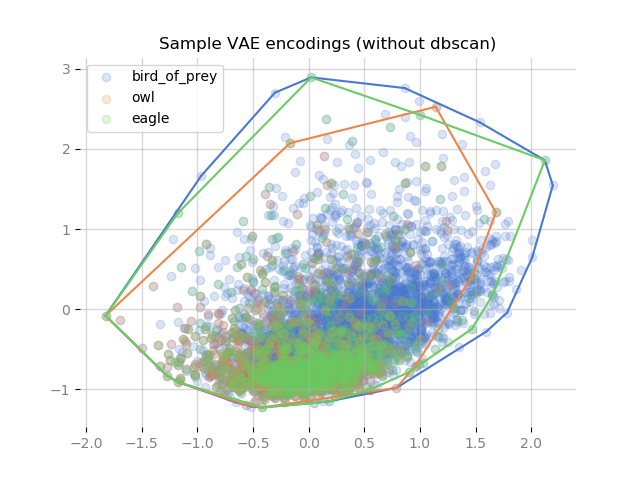 Sample VAE encodings (without dbscan)
bird_of_prey
owl
eagle
3
2
1
0
−1
−2.0 −1.5 −1.0 −0.5 0.0 0.5 1.0 1.5 2.0